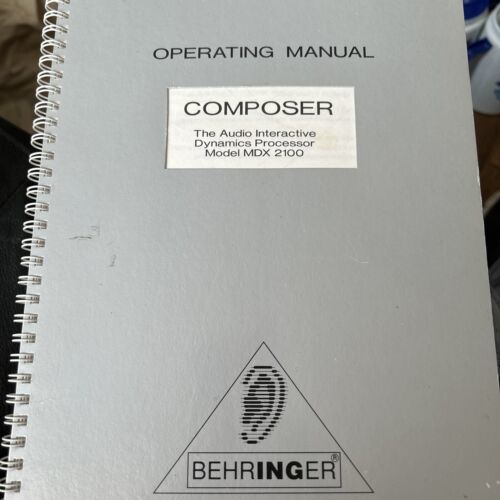 OPERATING MANUAL
COMPOSER
The Audio Interactive
Dynamics Processor
Model MDX 2100
BEHRINGER®